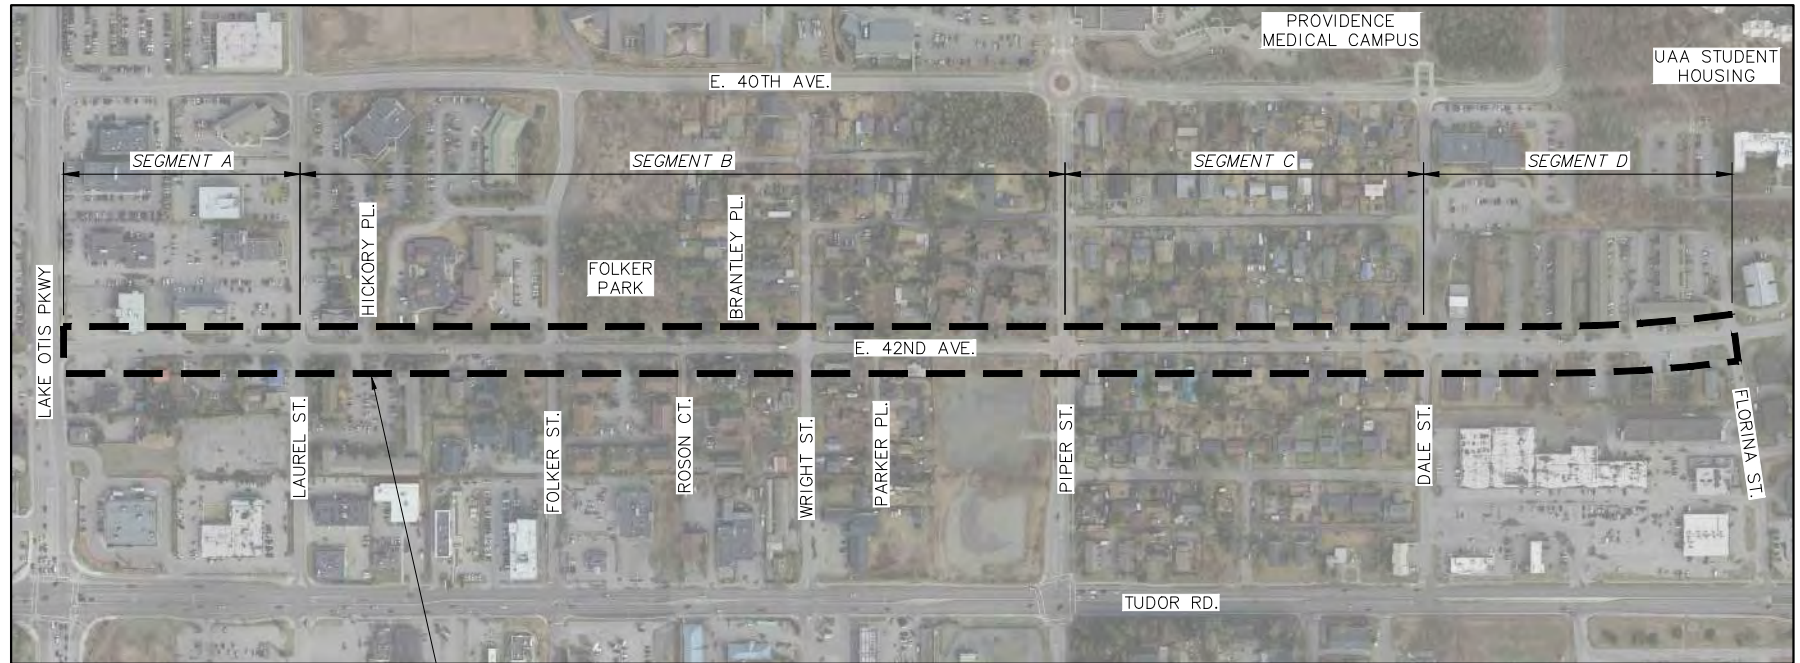 PROVIDENCE
MEDICAL CAMPUS
UAA STUDENT
HOUSING
E. 40TH AVE.
SEGMENT A
SEGMENT B
SEGMENT C
SEGMENT D
HICKORY PL.
BRANTLEY PL.
FOLKER
PARK
LAKE OTIS PKWY
E. 42ND AVE.
LAUREL ST.
FOLKER ST.
ROSON CT.
WRIGHT ST.
PARKER PL.
PIPER ST.
DALE ST.
FLORINA ST.
TUDOR RD.